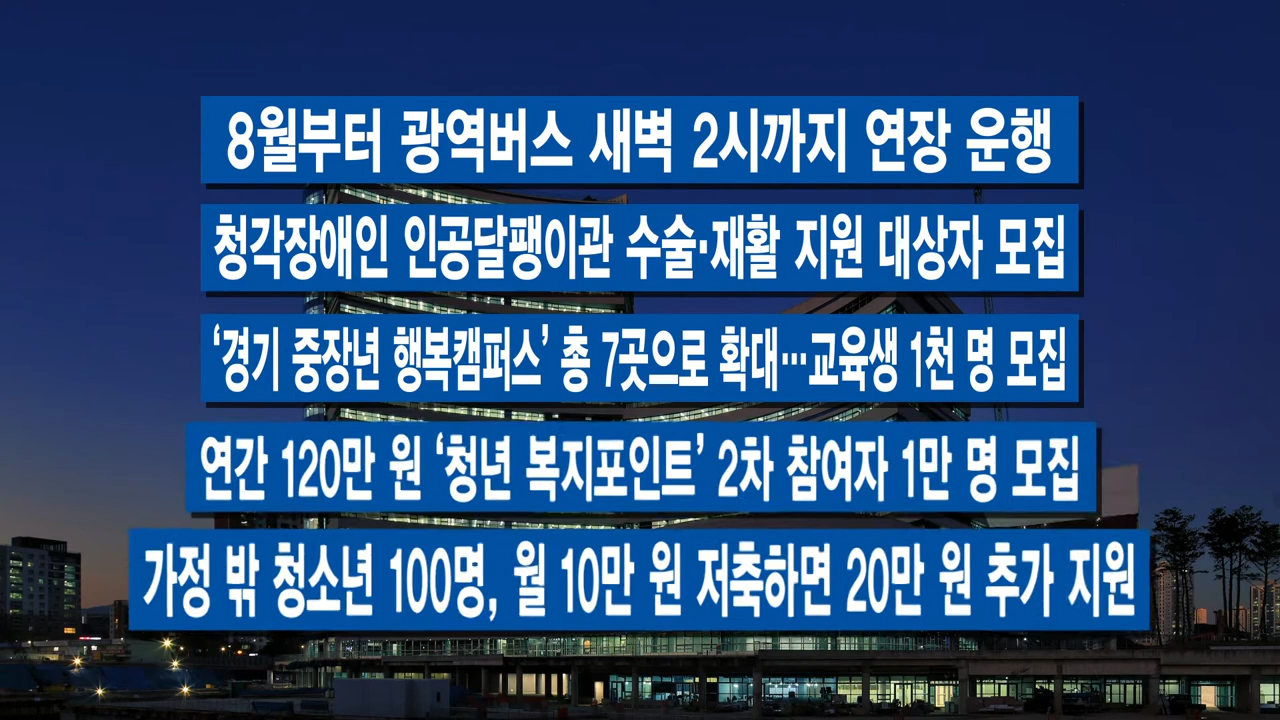 8월부터 광역버스 새벽 2시까지 연장 운행
청각장애인 인공달팽이관 수술·재활 지원 대상자 모집
‘경기 중장년 행복캠퍼스’ 총 7곳으로 확대…교육생 1천 명 모집
연간 120만 원 ‘청년 복지포인트’ 2차 참여자 1만 명 모집
가정 밖 청소년 100명, 월 10만 원 저축하면 20만 원 추가 지원